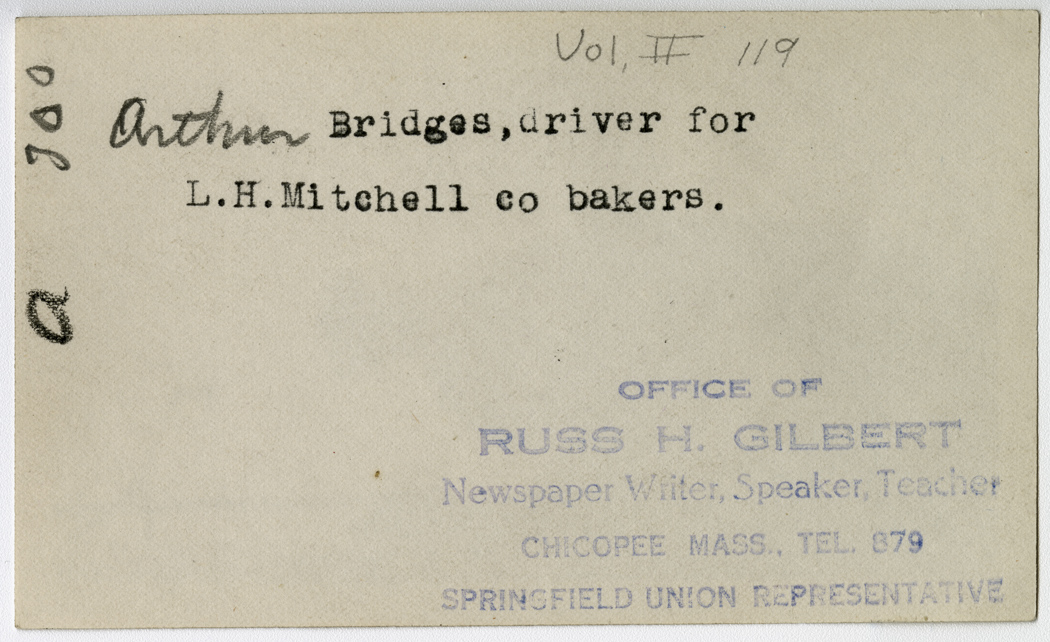 Vol, II 119
Arthur Bridges,driver for
L.H.Mitchell co bakers.
a
OFFICE OF
RUSS H. GILBERT
Newspaper Writer, Speaker, Teacher
CHICOPEE MASS., TEL. 879
SPRINGFIELD UNION REPRESENTATIVE